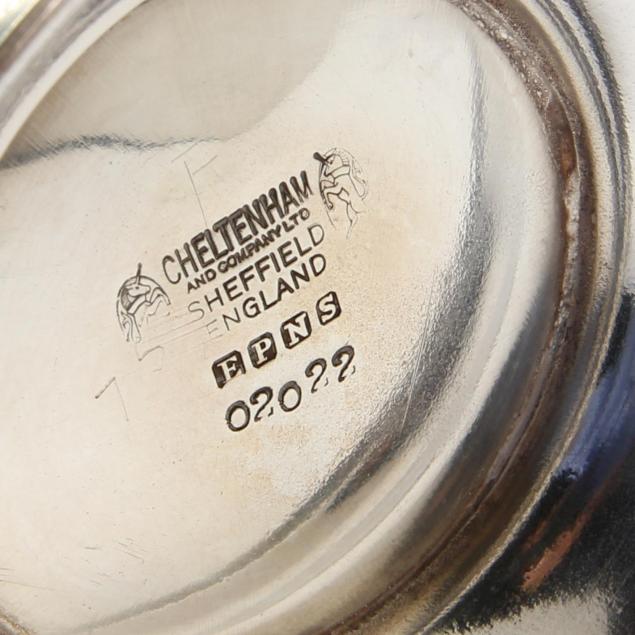 CHELTENHAM
AND COMPANY LTD
SHEFFIELD
ENGLAND
EPNS
02022